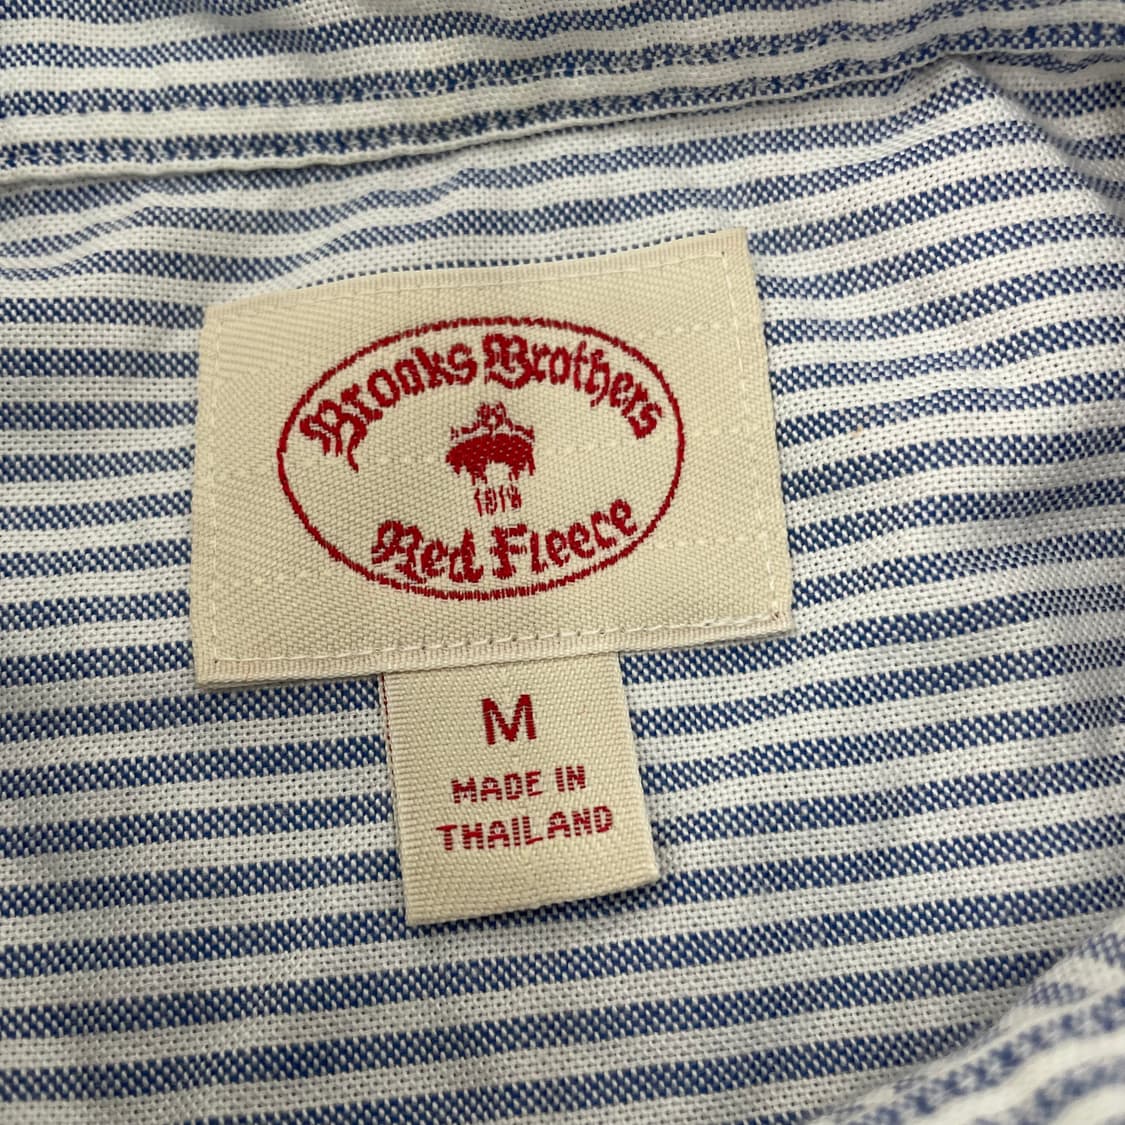 Brooks Brothers
1818
Red Fleece
M
MADE IN
THAILAND